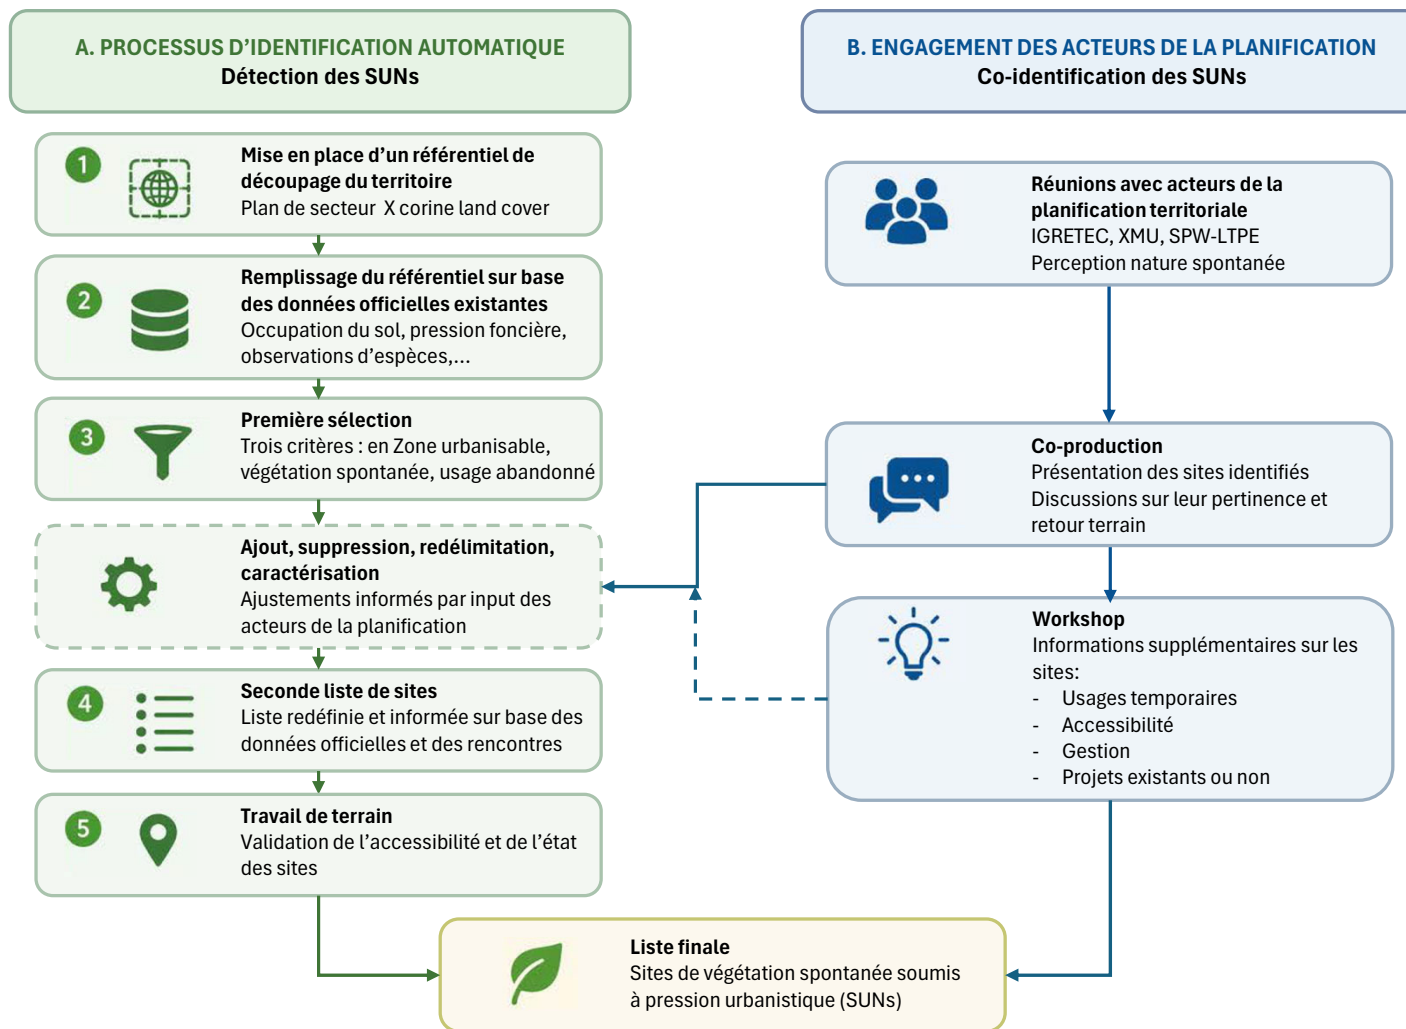 A. PROCESSUS D’IDENTIFICATION AUTOMATIQUE
Détection des SUNs
1
Mise en place d’un référentiel de
découpage du territoire
Plan de secteur X corine land cover
2
Remplissage du référentiel sur base
des données officielles existantes
Occupation du sol, pression foncière,
observations d’espèces,...
3
Première sélection
Trois critères : en Zone urbanisable,
végétation spontanée, usage abandonné
Ajout, suppression, redélimitation,
caractérisation
Ajustements informés par input des
acteurs de la planification
4
Seconde liste de sites
Liste redéfinie et informée sur base des
données officielles et des rencontres
5
Travail de terrain
Validation de l’accessibilité et de l’état
des sites
B. ENGAGEMENT DES ACTEURS DE LA PLANIFICATION
Co-identification des SUNs
Réunions avec acteurs de la
planification territoriale
IGRETEC, XMU, SPW-LTPE
Perception nature spontanée
Co-production
Présentation des sites identifiés
Discussions sur leur pertinence et
retour terrain
Workshop
Informations supplémentaires sur les
sites:
- Usages temporaires
- Accessibilité
- Gestion
- Projets existants ou non
Liste finale
Sites de végétation spontanée soumis
à pression urbanistique (SUNs)